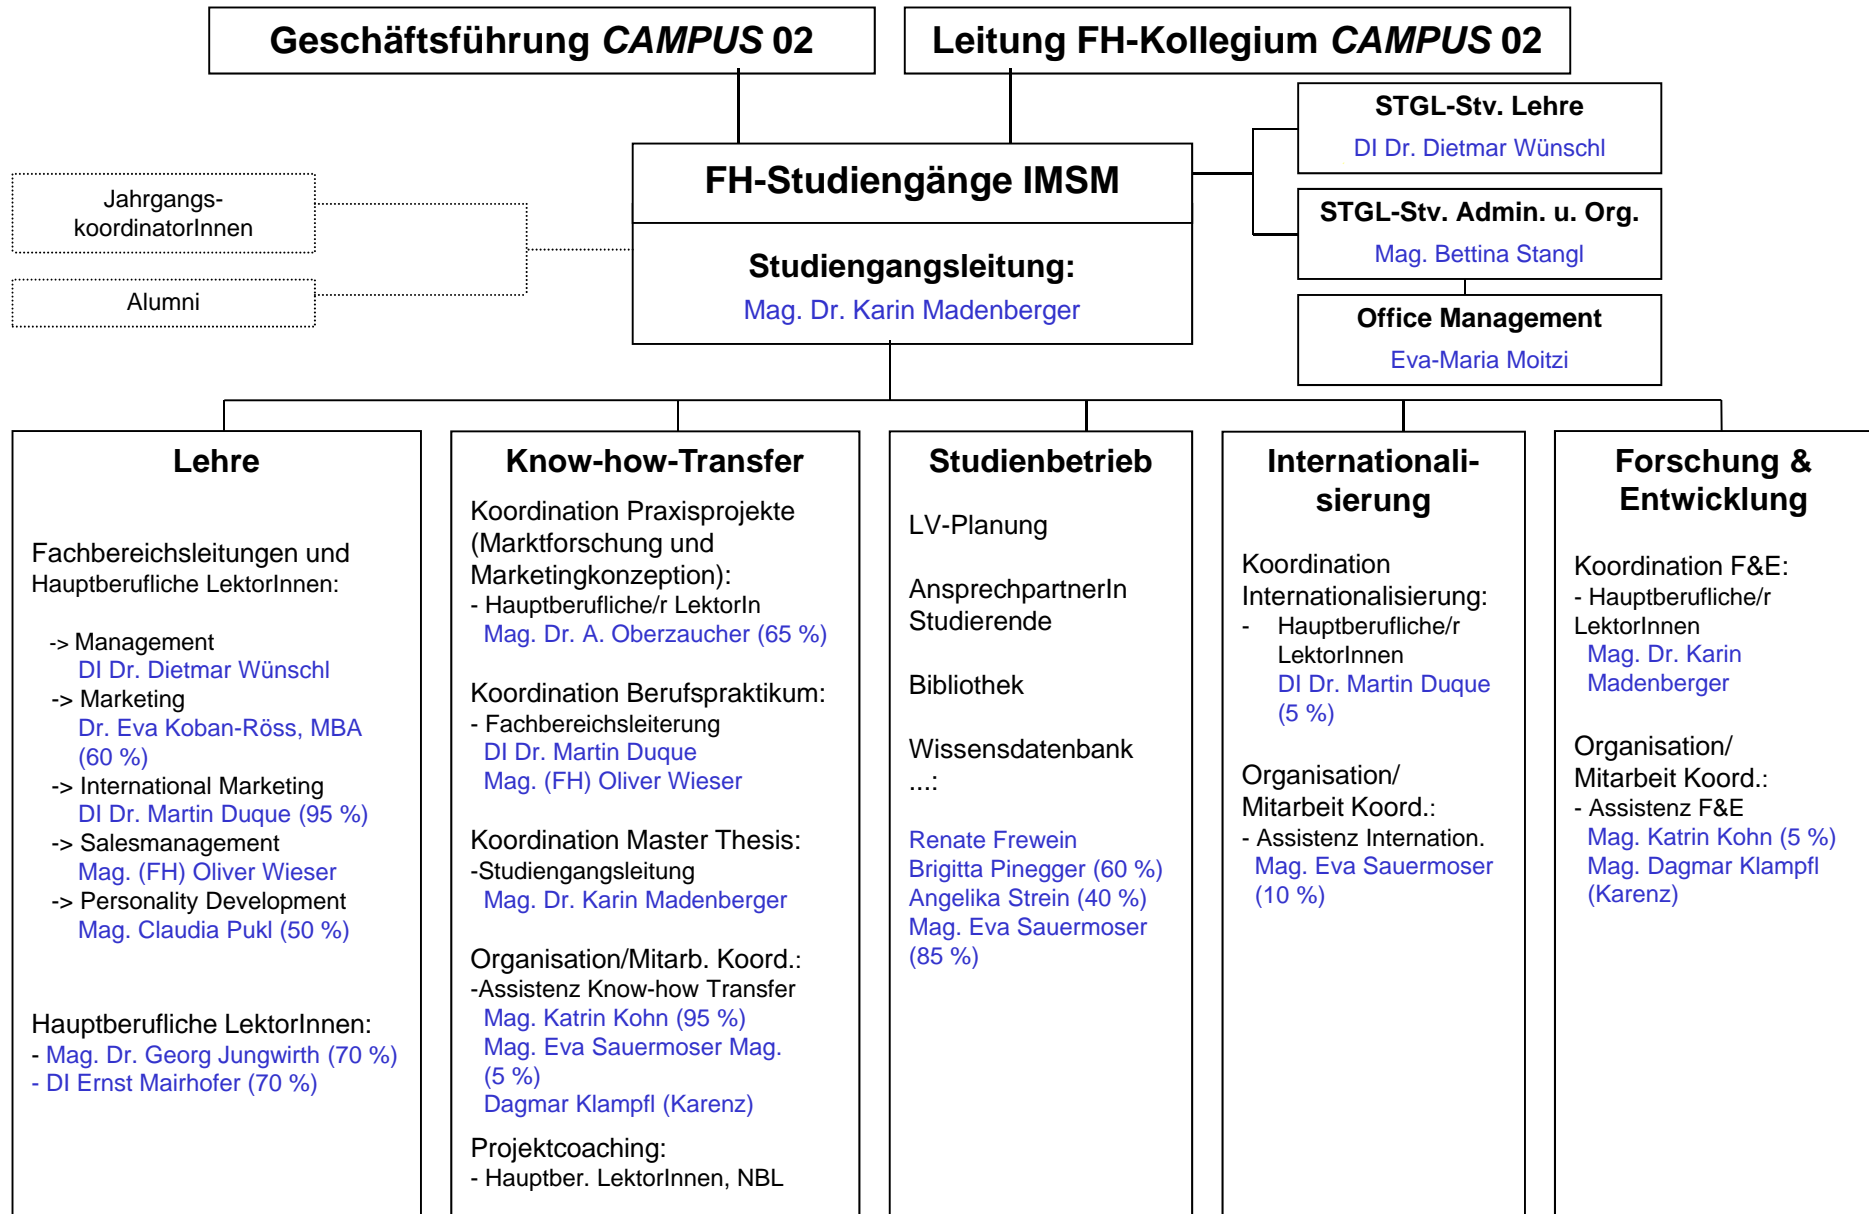 Geschäftsführung CAMPUS 02
Leitung FH-Kollegium CAMPUS 02
STGL-Stv. Lehre
DI Dr. Dietmar Wünschl
FH-Studiengänge IMSM
Studiengangsleitung:
Mag. Dr. Karin Madenberger
Jahrgangs-
koordinatorInnen
Alumni
STGL-Stv. Admin. u. Org.
Mag. Bettina Stangl
Office Management
Eva-Maria Moitzi
Lehre
Fachbereichsleitungen und
Hauptberufliche LektorInnen:
-> Management
DI Dr. Dietmar Wünschl
-> Marketing
Dr. Eva Koban-Röss, MBA
(60 %)
-> International Marketing
DI Dr. Martin Duque (95 %)
-> Salesmanagement
Mag. (FH) Oliver Wieser
-> Personality Development
Mag. Claudia Pukl (50 %)
Hauptberufliche LektorInnen:
- Mag. Dr. Georg Jungwirth (70 %)
- DI Ernst Mairhofer (70 %)
Know-how-Transfer
Koordination Praxisprojekte
(Marktforschung und
Marketingkonzeption):
- Hauptberufliche/r LektorIn
Mag. Dr. A. Oberzaucher (65 %)
Koordination Berufspraktikum:
- Fachbereichsleiterung
DI Dr. Martin Duque
Mag. (FH) Oliver Wieser
Koordination Master Thesis:
-Studiengangsleitung
Mag. Dr. Karin Madenberger
Organisation/Mitarb. Koord.:
-Assistenz Know-how Transfer
Mag. Katrin Kohn (95 %)
Mag. Eva Sauermoser Mag.
(5 %)
Dagmar Klampfl (Karenz)
Projektcoaching:
- Hauptber. LektorInnen, NBL
Studienbetrieb
LV-Planung
AnsprechpartnerIn
Studierende
Bibliothek
Wissensdatenbank
...:
Renate Frewein
Brigitta Pinegger (60 %)
Angelika Strein (40 %)
Mag. Eva Sauermoser
(85 %)
Internationali-
sierung
Koordination
Internationalisierung:
- Hauptberufliche/r
LektorInnen
DI Dr. Martin Duque
(5 %)
Organisation/
Mitarbeit Koord.:
- Assistenz Internation.
Mag. Eva Sauermoser
(10 %)
Forschung &
Entwicklung
Koordination F&E:
- Hauptberufliche/r
LektorInnen
Mag. Dr. Karin
Madenberger
Organisation/
Mitarbeit Koord.:
- Assistenz F&E
Mag. Katrin Kohn (5 %)
Mag. Dagmar Klampfl
(Karenz)